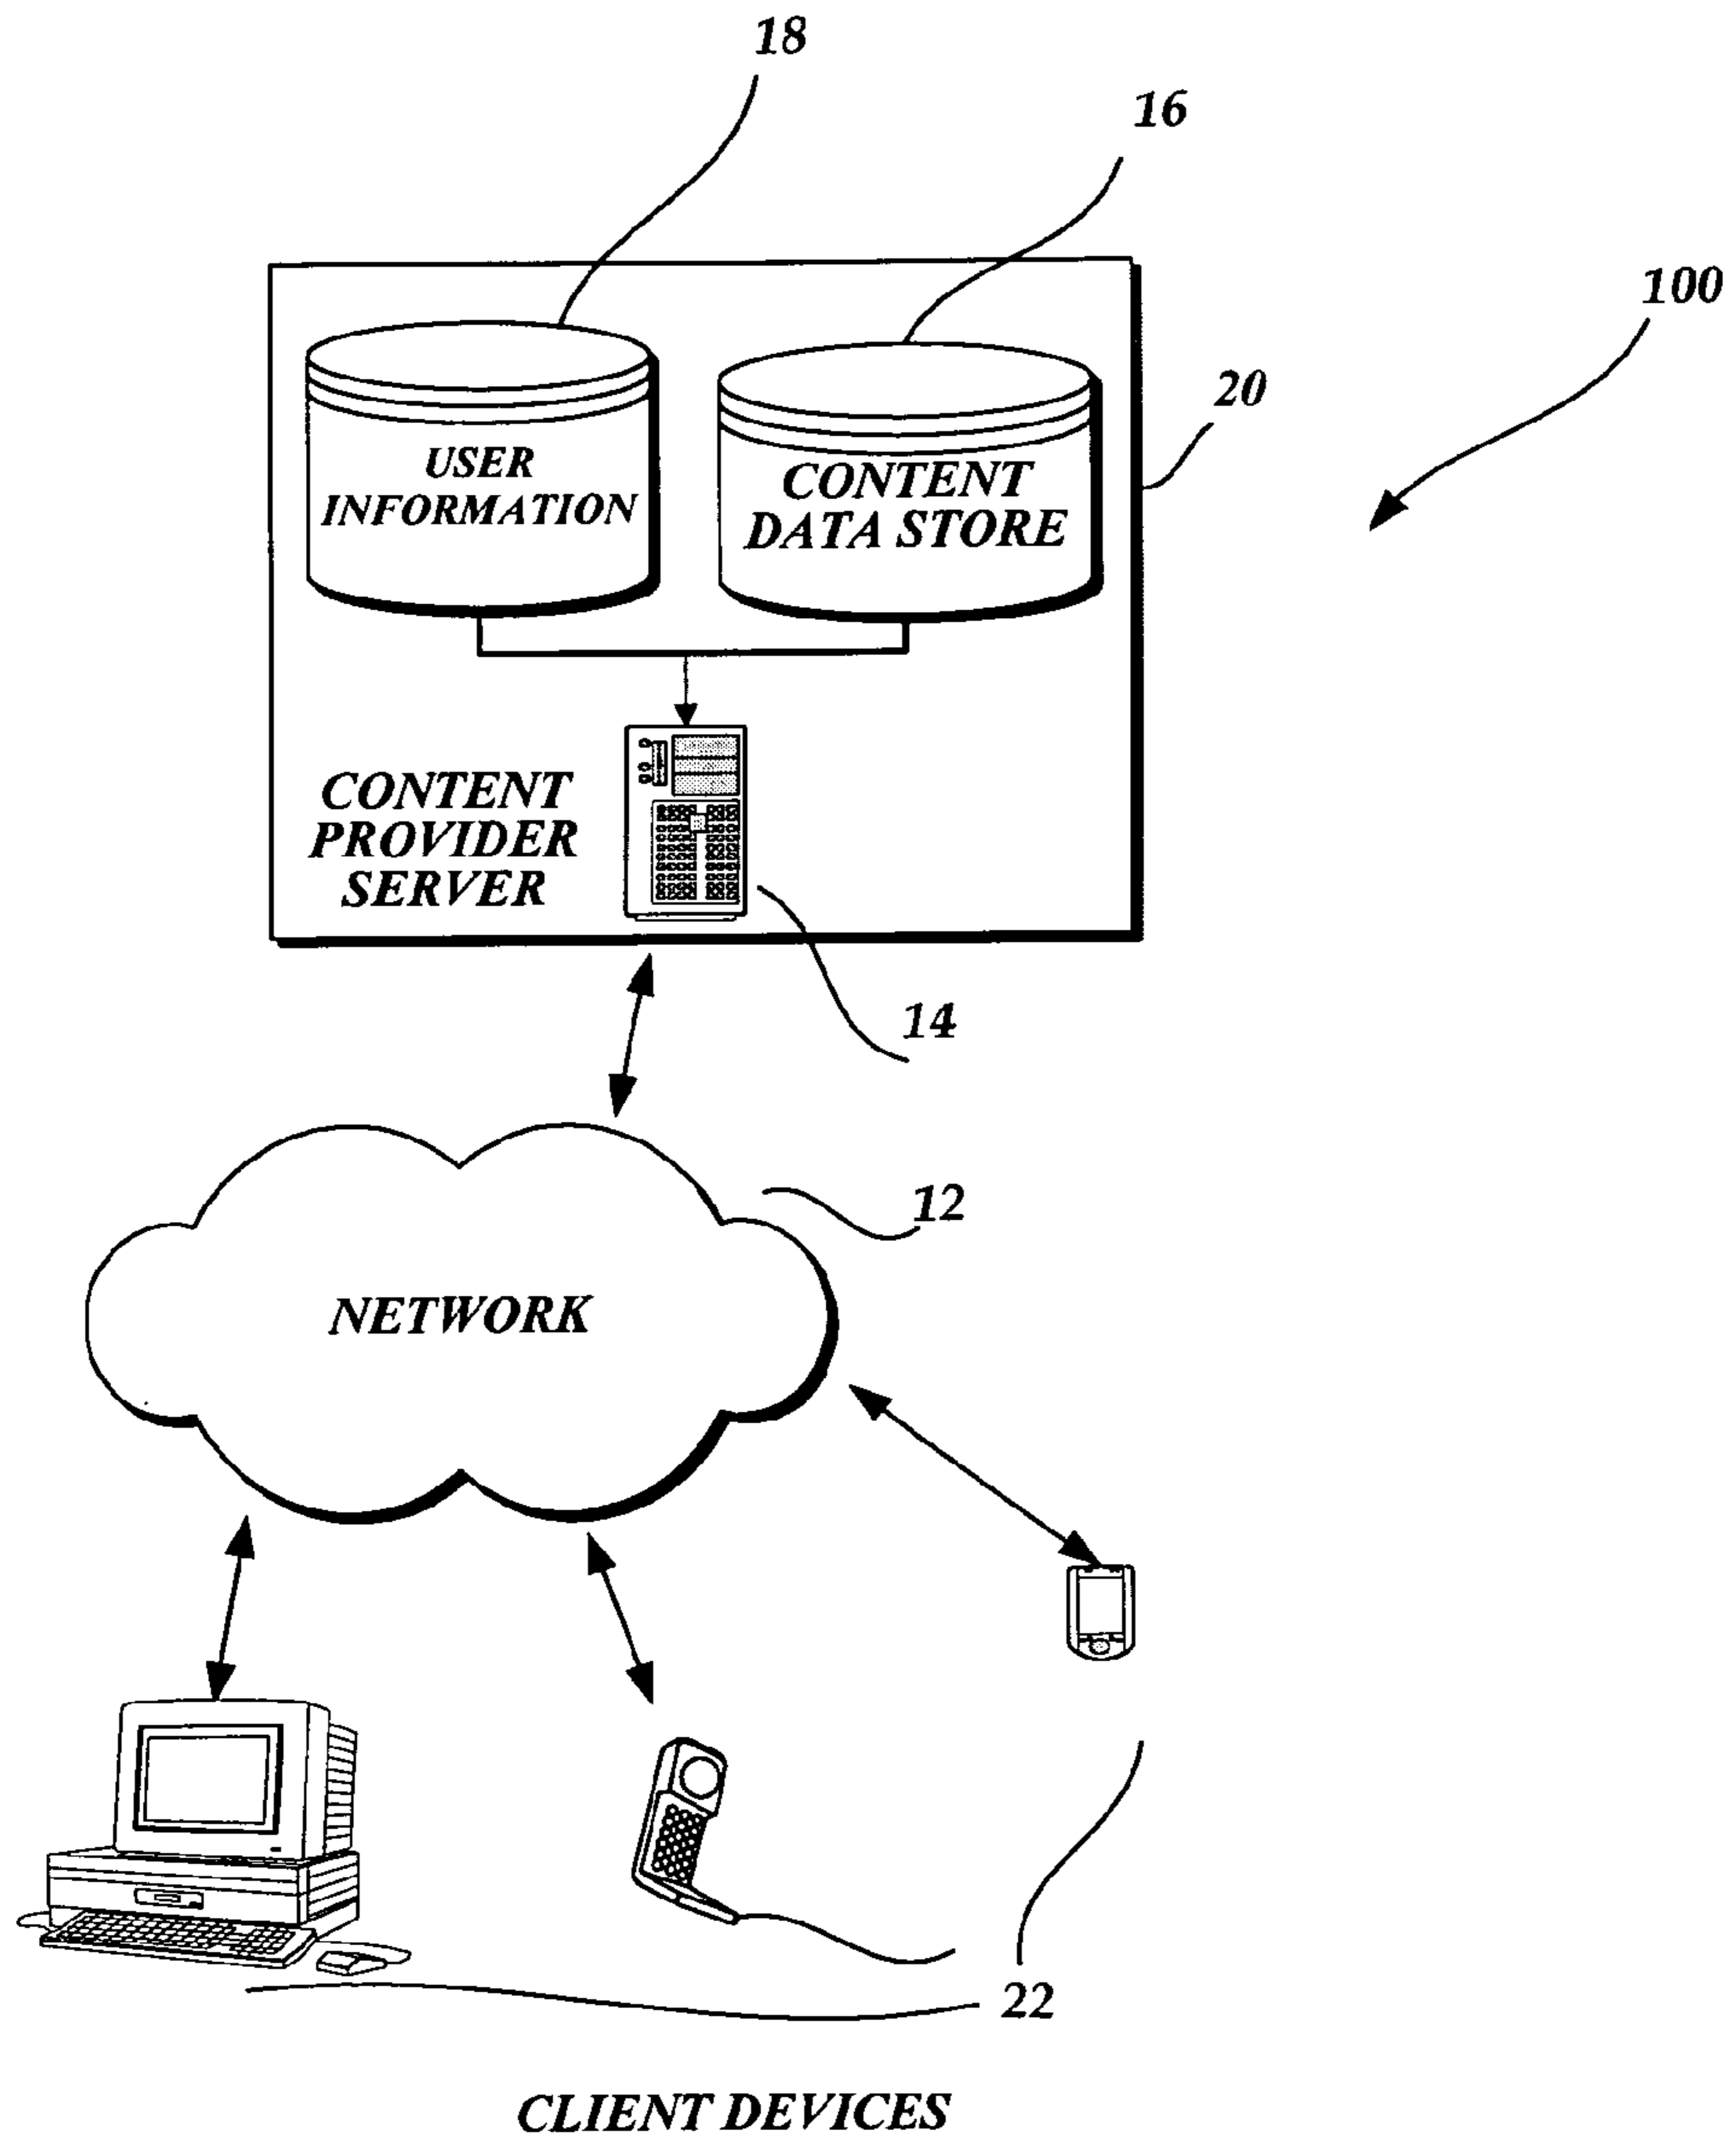 18
16
100
20
USER
INFORMATION
CONTENT
DATA STORE
CONTENT
PROVIDER
SERVER
14
12
NETWORK
22
CLIENT DEVICES